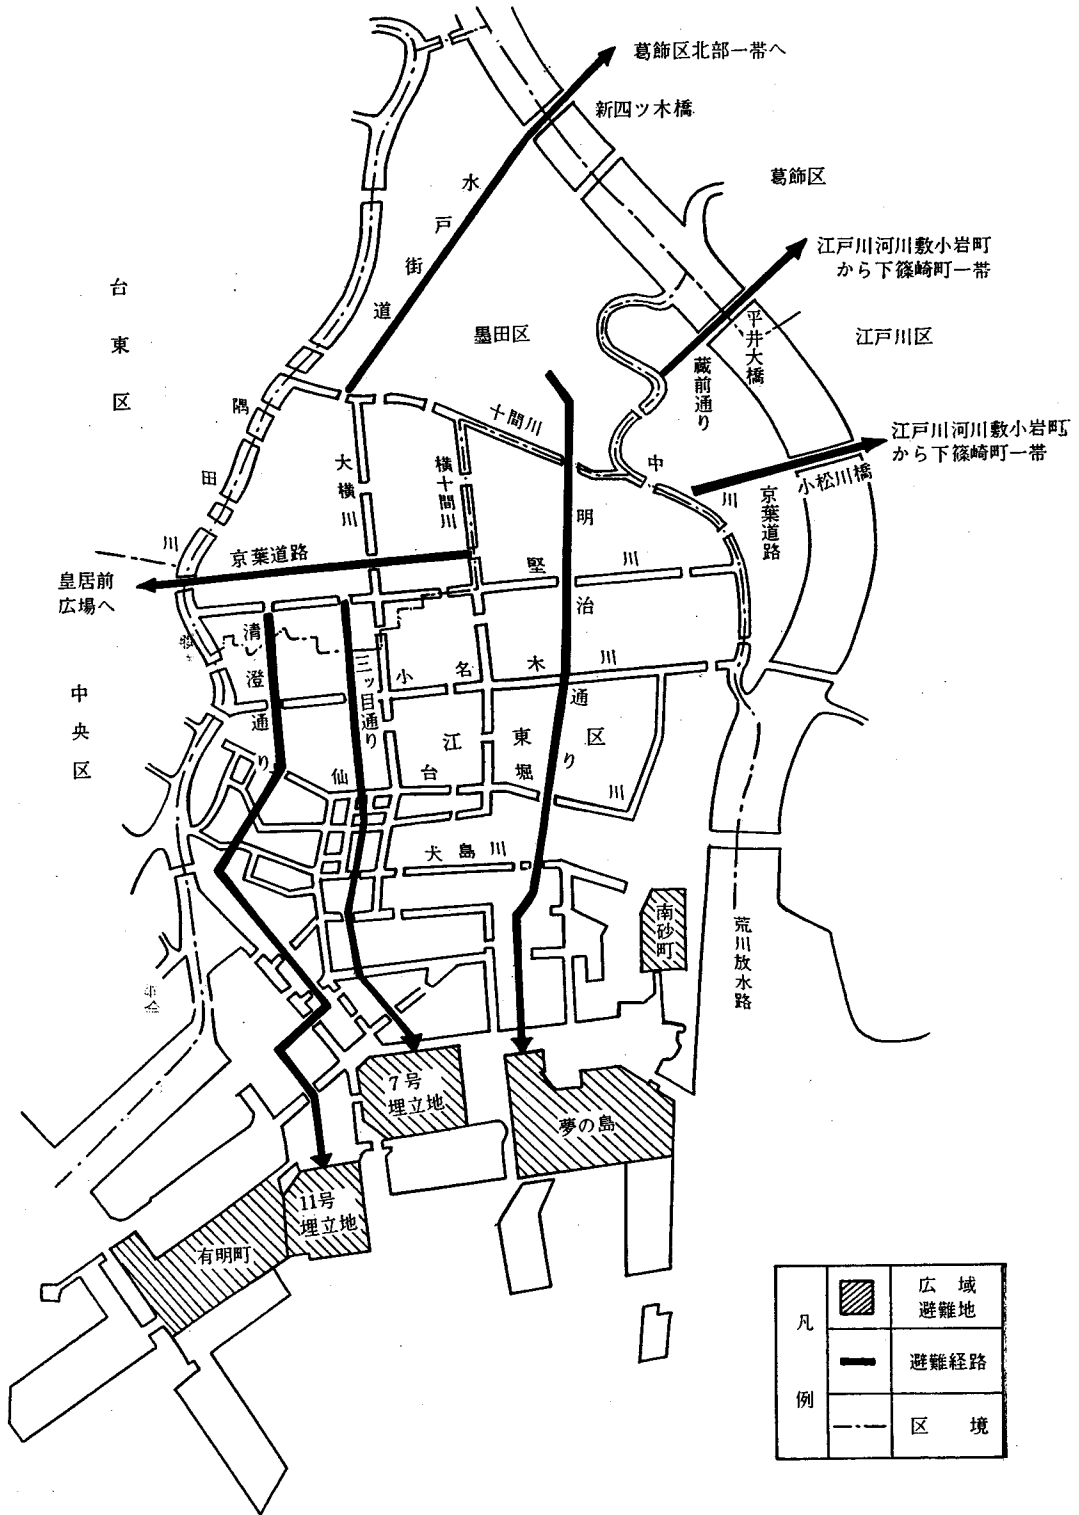 葛飾区北部一帯へ
新四ツ木橋
葛飾区
水戸街道
江戸川河川敷小岩町
から下篠崎町一帯
台東区
墨田区
平井大橋
江戸川区
蔵前通り
隅田川
十間川
江戸川河川敷小岩町
から下篠崎町一帯
大横川
横十間川
中川
小松川橋
京葉道路
明治通り
京葉道路
皇居前
広場へ
堅川
清澄通り
三ッ目通り
小名木川
中央区
江東区
仙台堀川
犬島川
南砂町
荒川放水路
7号
埋立地
夢の島
11号
埋立地
有明町
凡例
広域
避難地
避難経路
区境